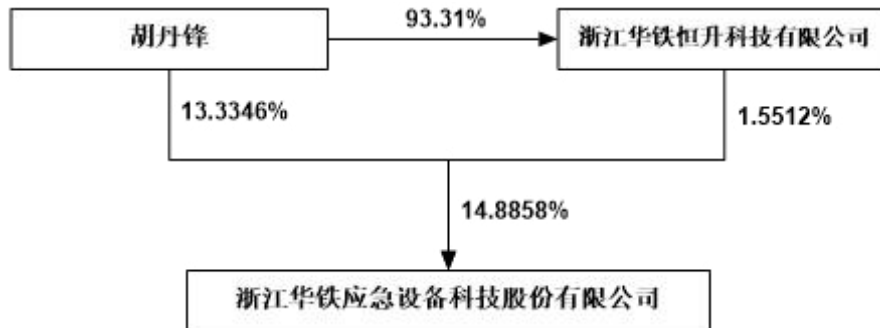 93.31%
胡丹锋
浙江华铁恒升科技有限公司
13.3346%
1.5512%
14.8858%
浙江华铁应急设备科技股份有限公司